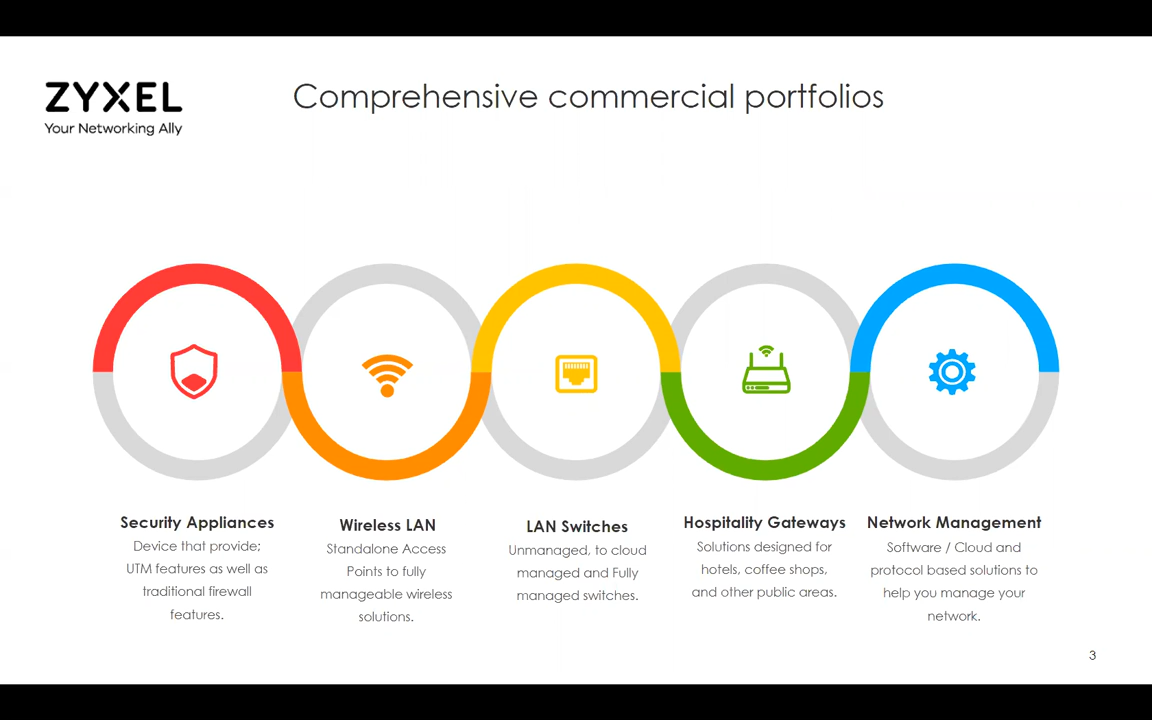 ZYXEL
Your Networking Ally
Comprehensive commercial portfolios
Security Appliances
Device that provide;
UTM features as well as
traditional firewall
features.
Wireless LAN
Standalone Access
Points to fully
manageable wireless
solutions.
LAN Switches
Unmanaged, to cloud
managed and Fully
managed switches.
Hospitality Gateways
Solutions designed for
hotels, coffee shops,
and other public areas.
Network Management
Software / Cloud and
protocol based solutions to
help you manage your
network.
3